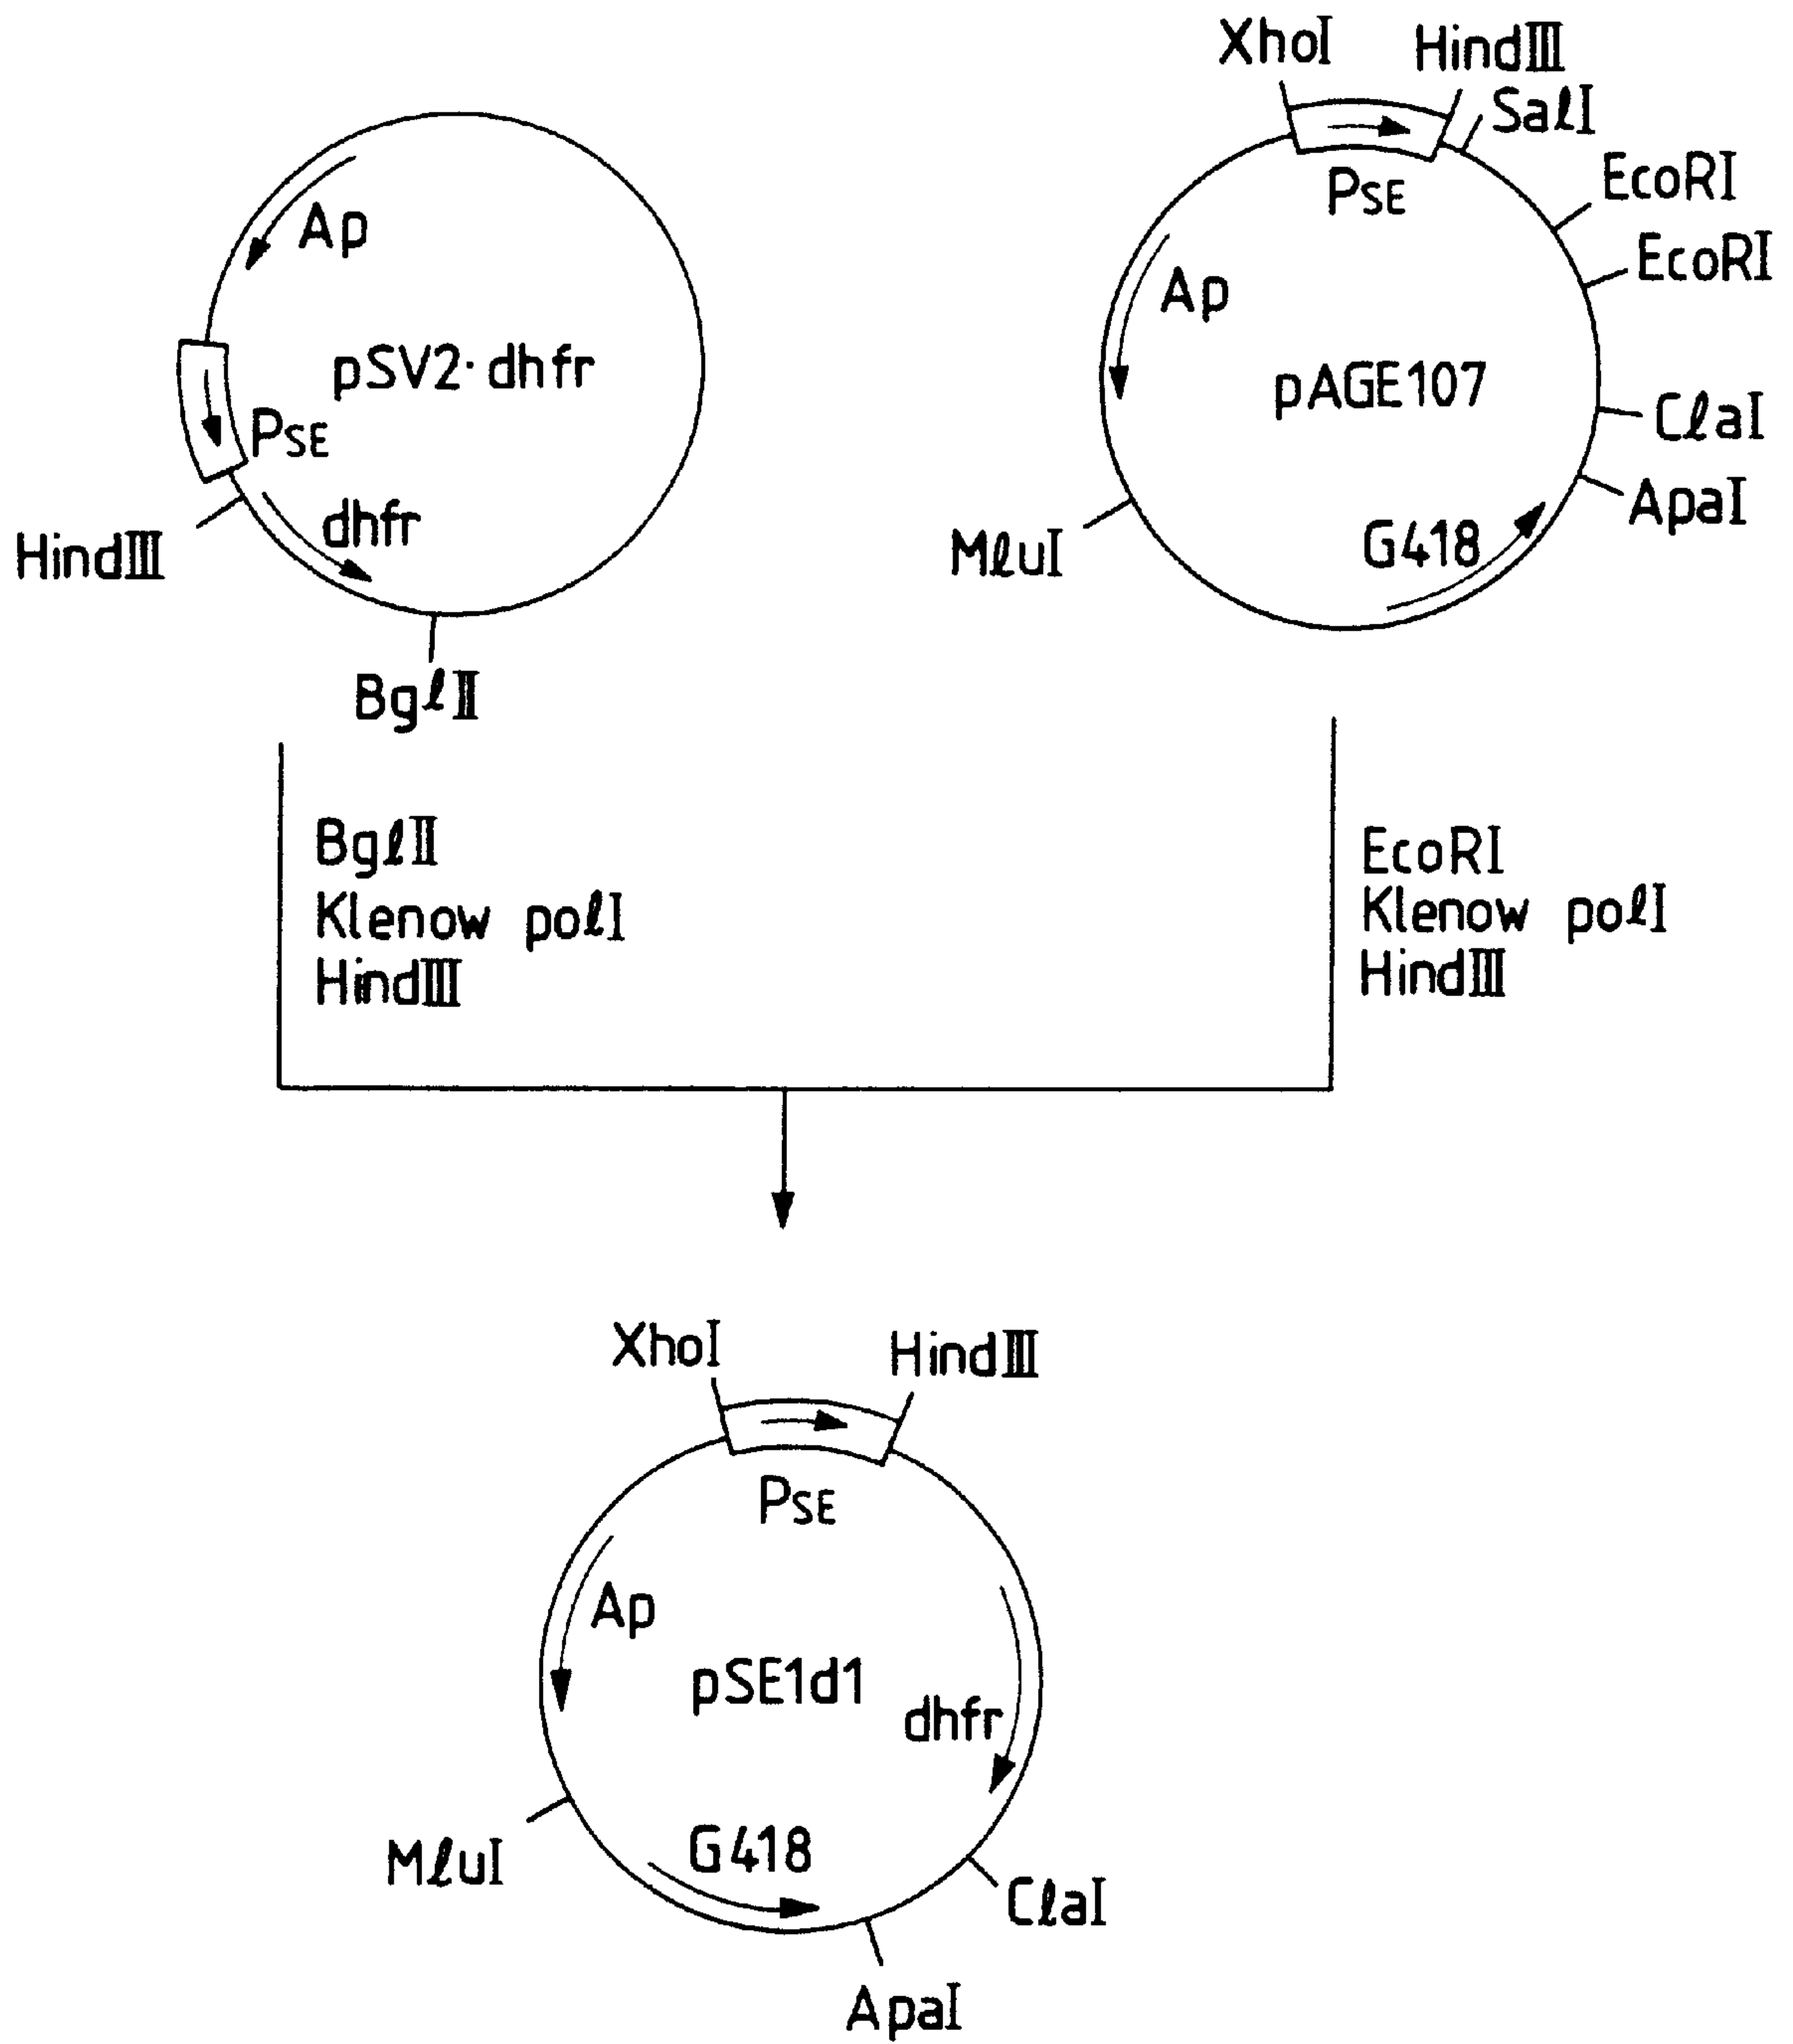 HindⅢ
BglⅡ
Ap
PSE
dhfr
pSV2·dhfr
XhoI
HindⅢ
SalI
EcoRI
EcoRI
ClaI
ApaI
MluI
PSE
Ap
G418
pAGE107
BglⅡ
Klenow polI
HindⅢ
EcoRI
Klenow polI
HindⅢ
XhoI
HindⅢ
PSE
Ap
pSE1d1
dhfr
MluI
G418
ClaI
ApaI